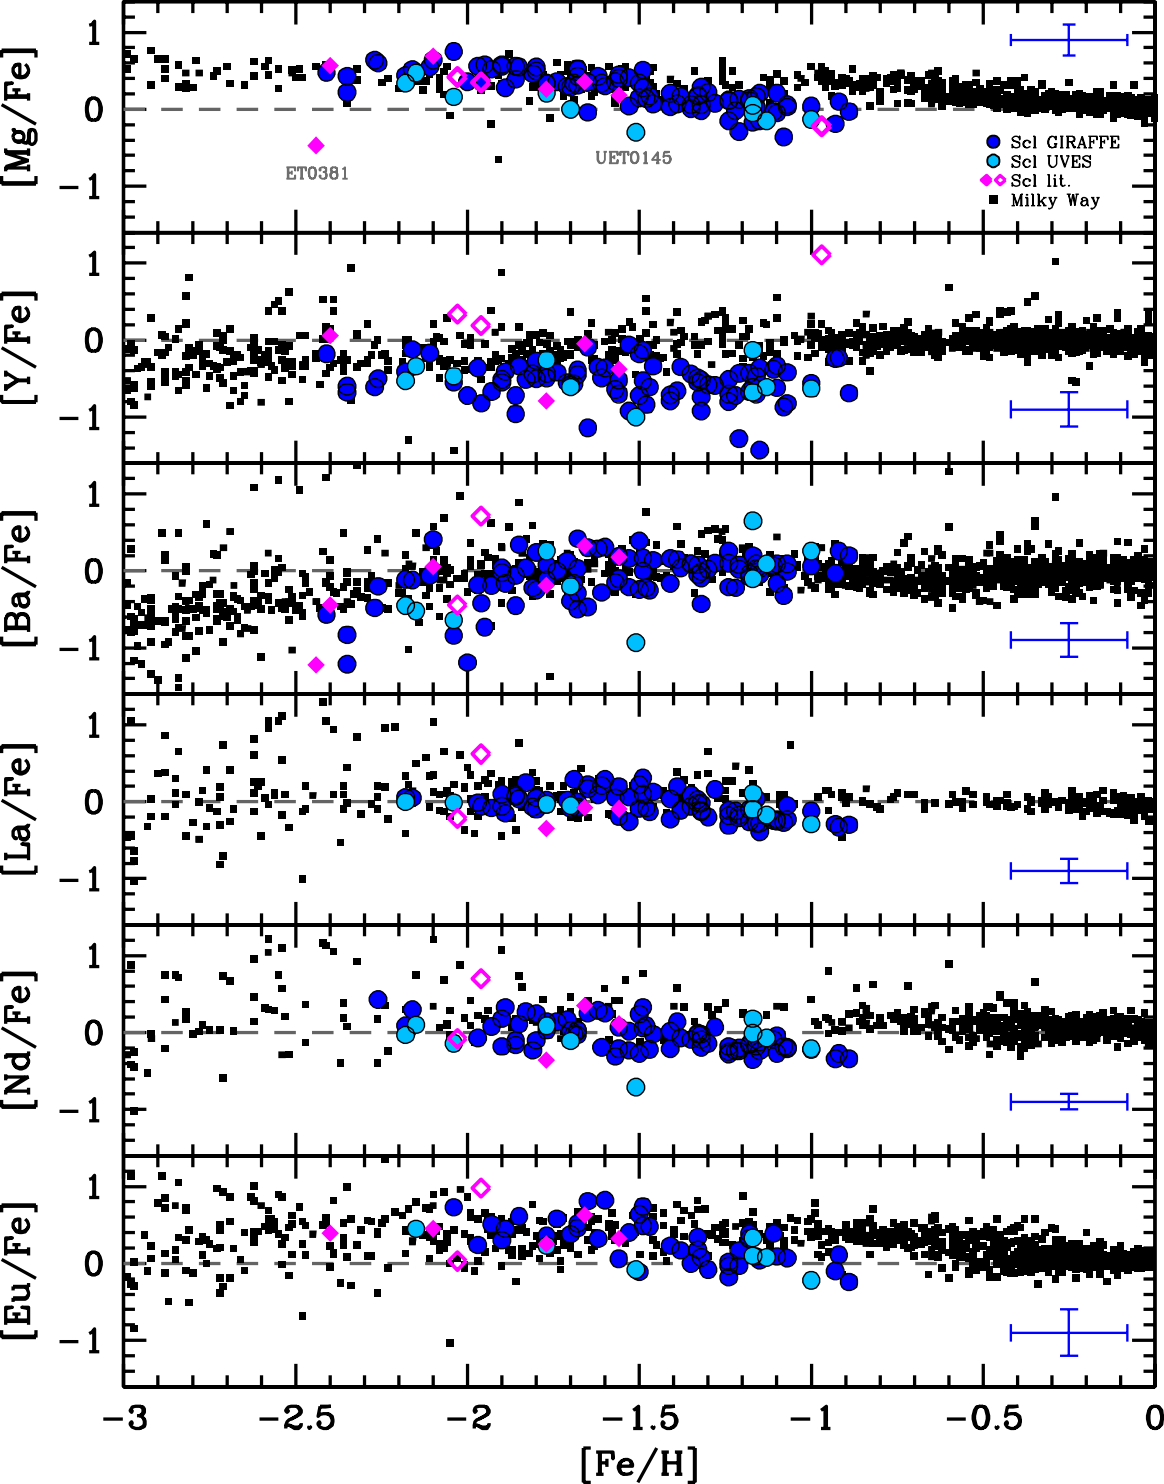 [Mg/Fe]
1
0
−1
ET0381
UET0145
Scl GIRAFFE
Scl UVES
Scl lit.
Milky Way
[Y/Fe]
1
0
−1
[Ba/Fe]
1
0
−1
[La/Fe]
1
0
−1
[Nd/Fe]
1
0
−1
[Eu/Fe]
1
0
−1
−3 −2.5 −2 −1.5 −1 −0.5 0
[Fe/H]